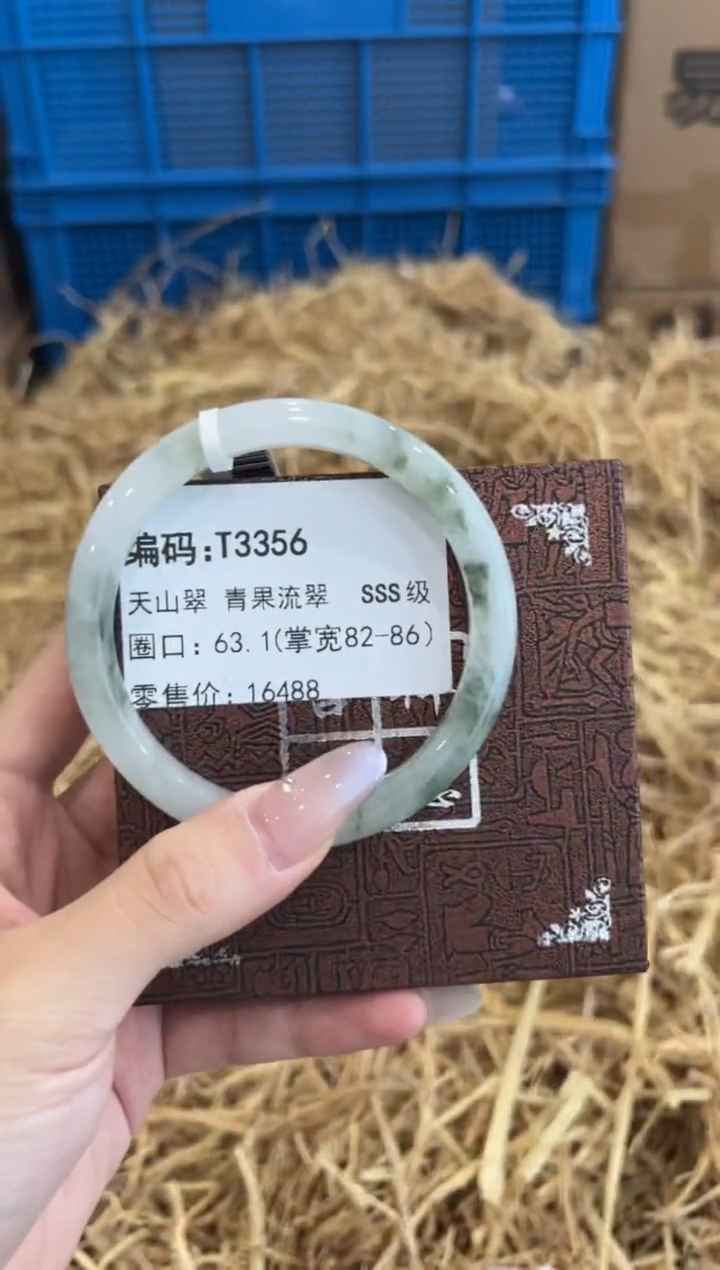 易
编码:T3356
天山翠 青果流翠 SSS级
圈口: 63.1(掌宽82-86)
零售价: 16488